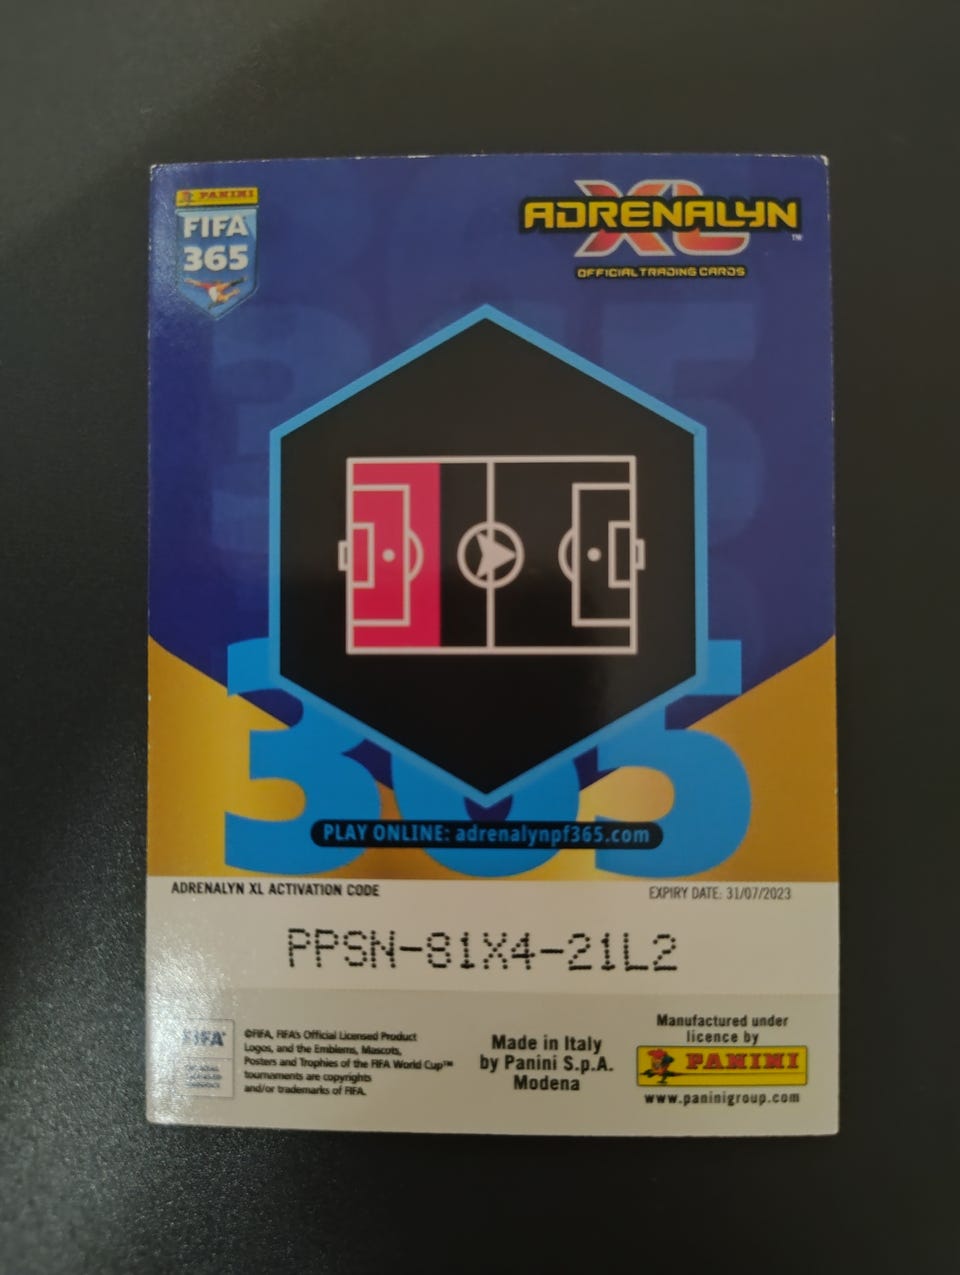 PANINI
FIFA
365
ADRENALYN
XL
™
OFFICIAL TRADING CARDS
365
PLAY ONLINE: adrenalynpf365.com
ADRENALYN XL ACTIVATION CODE
EXPIRY DATE: 31/07/2023
PPSN-81X4-21L2
FIFA
©FIFA, FIFA's Official Licensed Product
Logos, and the Emblems, Mascots,
Posters and Trophies of the FIFA World Cup™
tournaments are copyrights
and/or trademarks of FIFA.
Made in Italy
by Panini S.p.A.
Modena
Manufactured under
licence by
PANINI
www.paninigroup.com